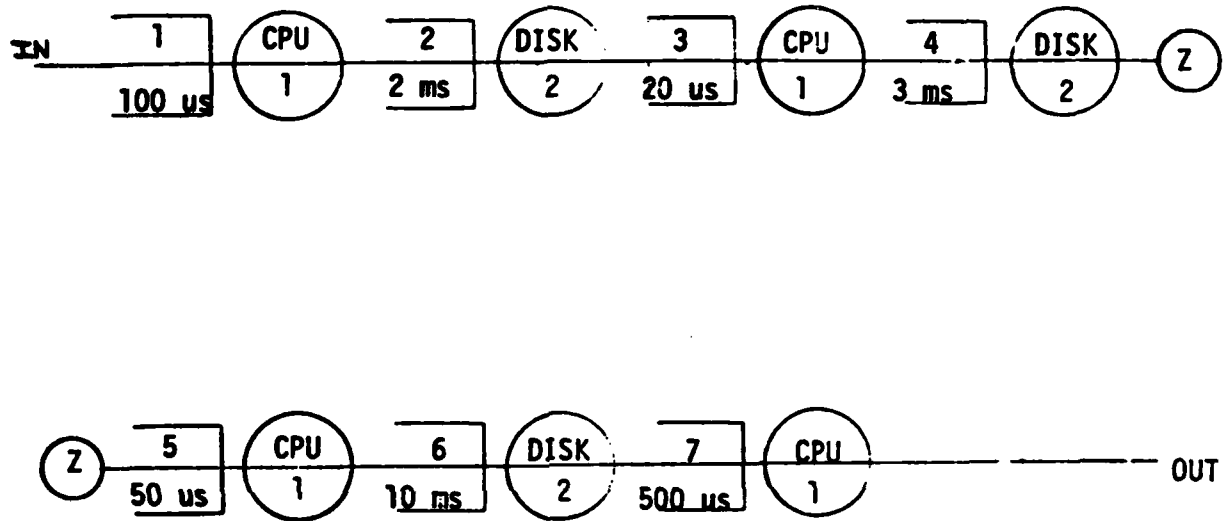 IN 1 CPU 2 DISK 3 CPU 4 DISK Z
100 us 1 2 ms 2 20 us 1 3 ms 2
Z 5 CPU 6 DISK 7 CPU OUT
50 us 1 10 ms 2 500 us 1